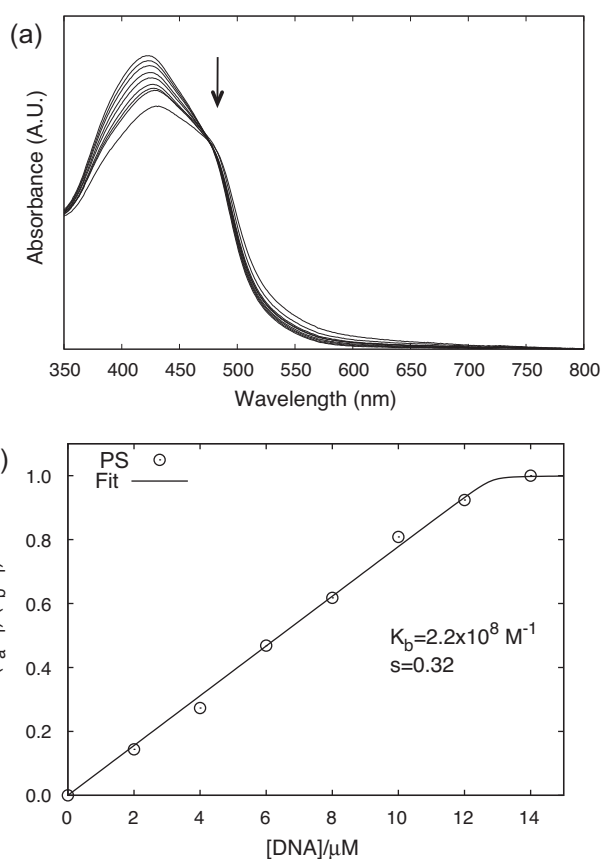 (a)
Absorbance (A.U.)
350 400 450 500 550 600 650 700 750 800
Wavelength (nm)
)
PS
Fit
1.0
0.8
0.6
0.4
0.2
0.0
K_b=2.2x10^8 M^-1
s=0.32
0 2 4 6 8 10 12 14
[DNA]/μM